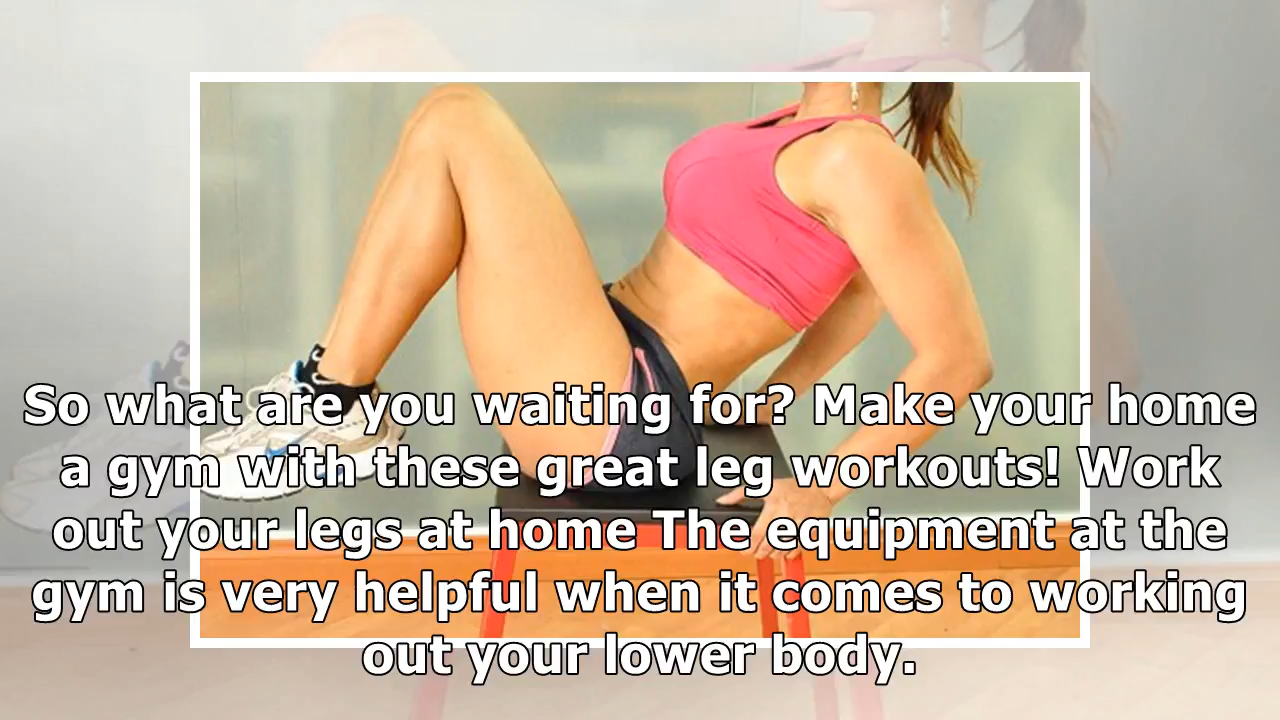 So what are you waiting for? Make your home
a gym with these great leg workouts! Work
out your legs at home The equipment at the
gym is very helpful when it comes to working
out your lower body.